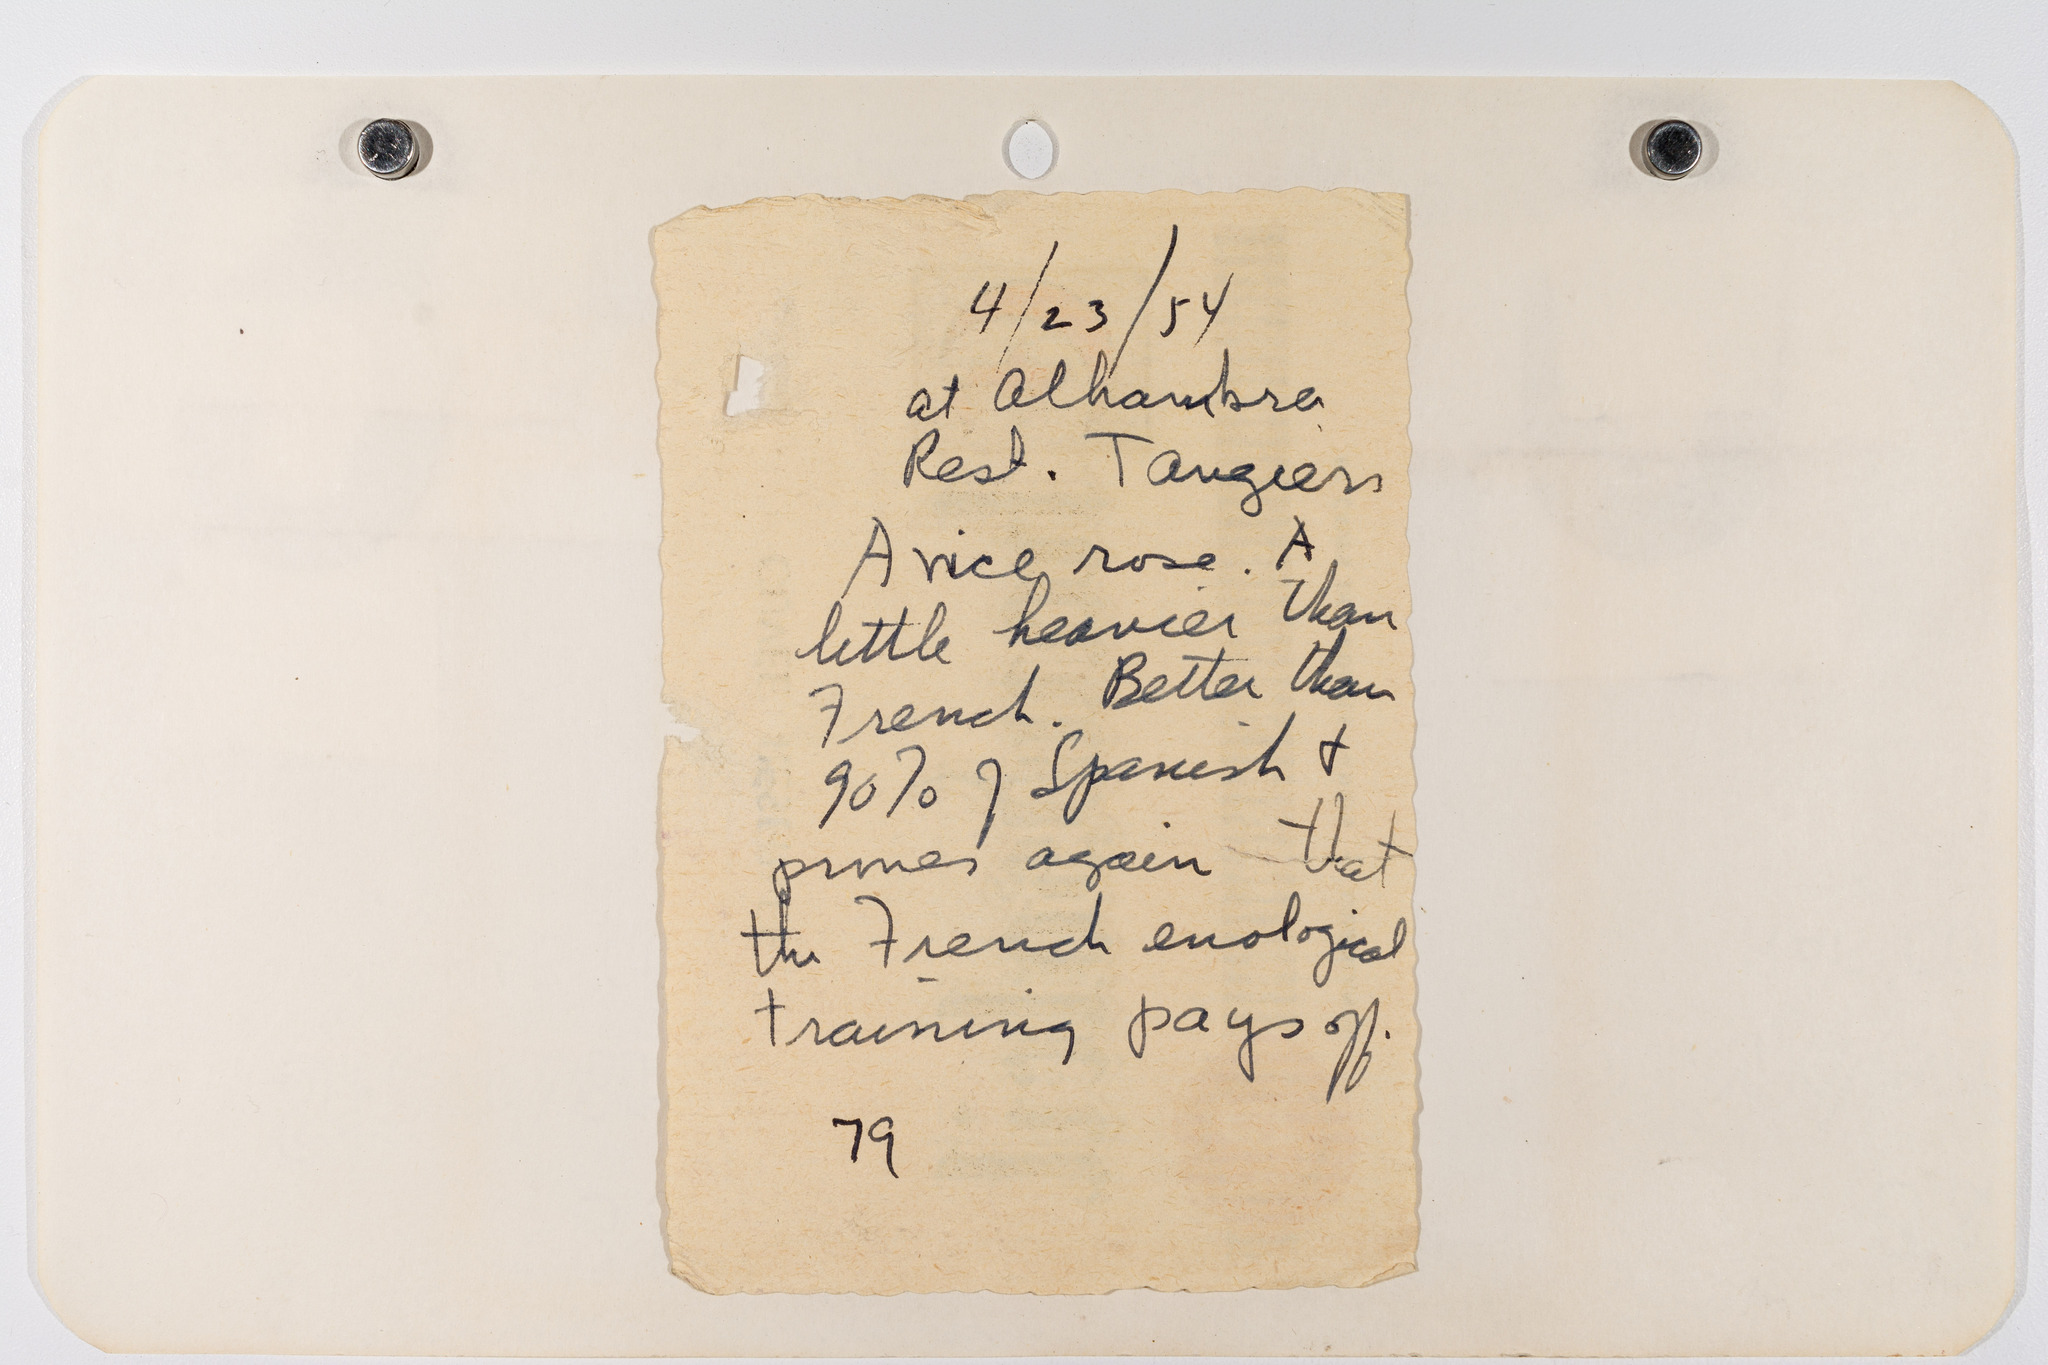 4/23/54
at Alhambra
Rest. Tangiers
A nice rose. A
little heavier than
French. Better than
90% of Spanish +
proves again that
the French enological
training pays off.
79